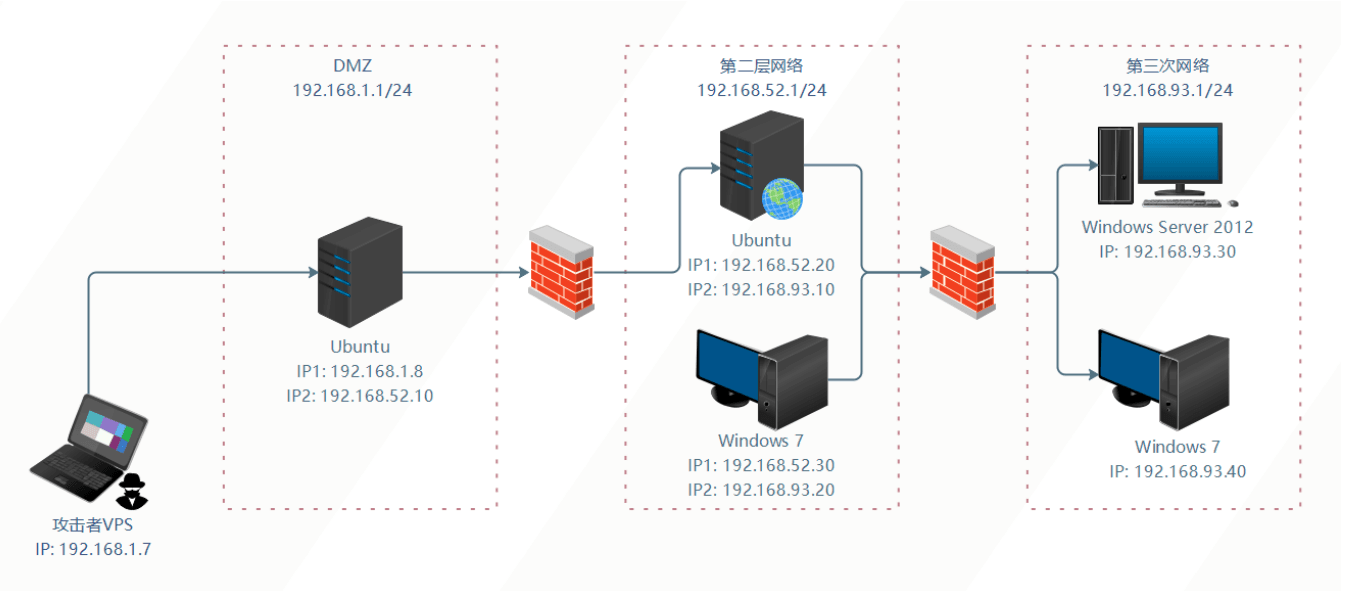 DMZ
192.168.1.1/24
Ubuntu
IP1: 192.168.1.8
IP2: 192.168.52.10
攻击者VPS
IP: 192.168.1.7
第二层网络
192.168.52.1/24
Ubuntu
IP1: 192.168.52.20
IP2: 192.168.93.10
Windows 7
IP1: 192.168.52.30
IP2: 192.168.93.20
第三次网络
192.168.93.1/24
Windows Server 2012
IP: 192.168.93.30
Windows 7
IP: 192.168.93.40